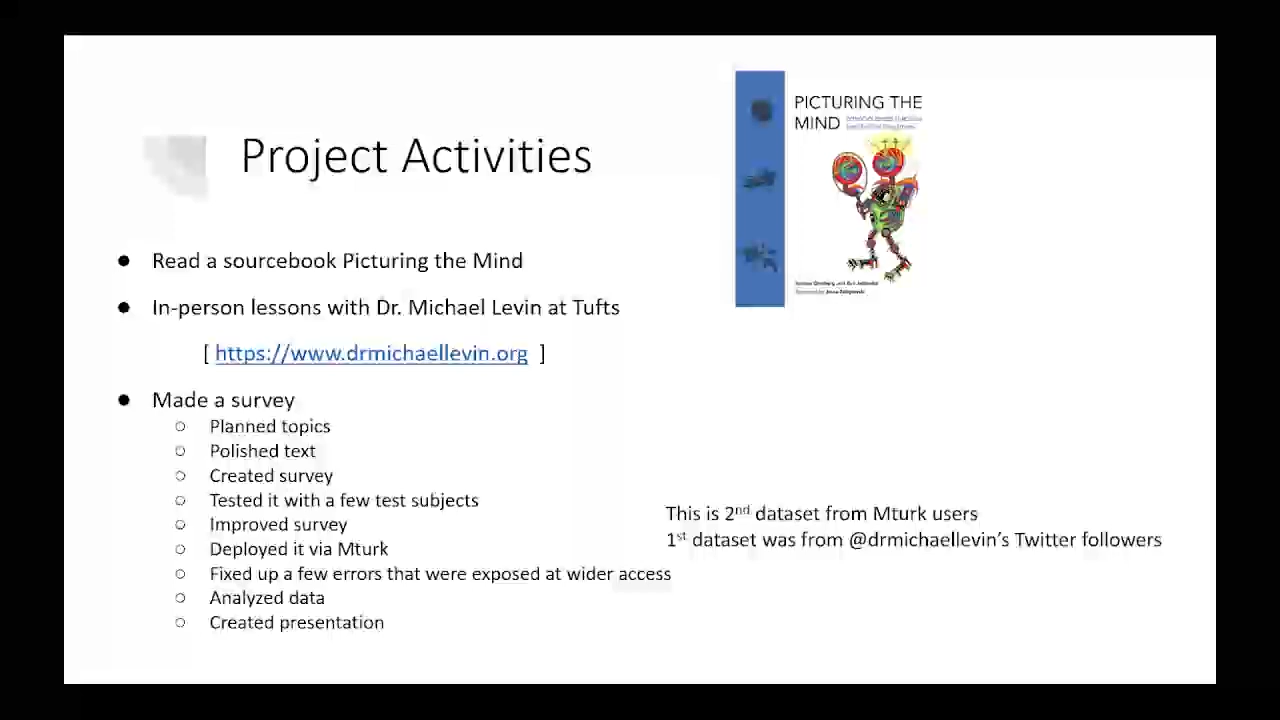 Project Activities
PICTURING THE
MIND
● Read a sourcebook Picturing the Mind
● In-person lessons with Dr. Michael Levin at Tufts
[ https://www.drmichaellevin.org ]
● Made a survey
○ Planned topics
○ Polished text
○ Created survey
○ Tested it with a few test subjects
○ Improved survey
○ Deployed it via Mturk
○ Fixed up a few errors that were exposed at wider access
○ Analyzed data
○ Created presentation
This is 2nd dataset from Mturk users
1st dataset was from @drmichaellevin’s Twitter followers